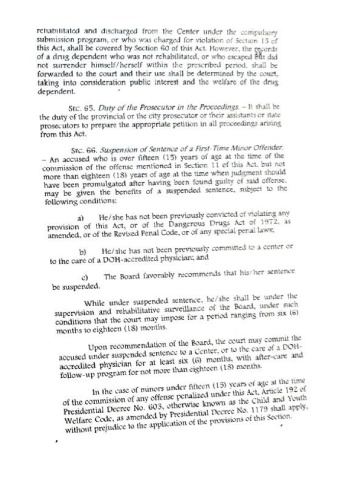 rehabilitated and discharged from the Center under the compulsory
submission program, or who was charged for violation of Section 15 of
this Act, shall be covered by Section 60 of this Act. However, the records
of a drug dependent who was not rehabilitated, or who escaped but did
not surrender himself/herself within the prescribed period, shall be
forwarded to the court and their use shall be determined by the court,
taking into consideration public interest and the welfare of the drug
dependent.
SEC. 65. Duty of the Prosecutor in the Proceedings. – It shall be
the duty of the provincial or the city prosecutor or their assistants or state
prosecutors to prepare the appropriate petition in all proceedings arising
from this Act.
SEC. 66. Suspension of Sentence of a First-Time Minor Offender.
– An accused who is over fifteen (15) years of age at the time of the
commission of the offense mentioned in Section 11 of this Act, but not
more than eighteen (18) years of age at the time when judgment should
have been promulgated after having been found guilty of said offense,
may be given the benefits of a suspended sentence, subject to the
following conditions:
a) He/she has not been previously convicted of violating any
provision of this Act, or of the Dangerous Drugs Act of 1972, as
amended, or of the Revised Penal Code, or of any special penal laws;
b) He/she has not been previously committed to a center or
to the care of a DOH-accredited physician; and
c) The Board favorably recommends that his/her sentence
be suspended.
While under suspended sentence, he/she shall be under the
supervision and rehabilitative surveillance of the Board, under such
conditions that the court may impose for a period ranging from six (6)
months to eighteen (18) months.
Upon recommendation of the Board, the court may commit the
accused under suspended sentence to a Center, or to the care of a DOH-
accredited physician for at least six (6) months, with after-care and
follow-up program for not more than eighteen (18) months.
In the case of minors under fifteen (15) years of age at the time
of the commission of any offense penalized under this Act, Article 192 of
Presidential Decree No. 603, otherwise known as the Child and Youth
Welfare Code, as amended by Presidential Decree No. 1179 shall apply,
without prejudice to the application of the provisions of this Section.